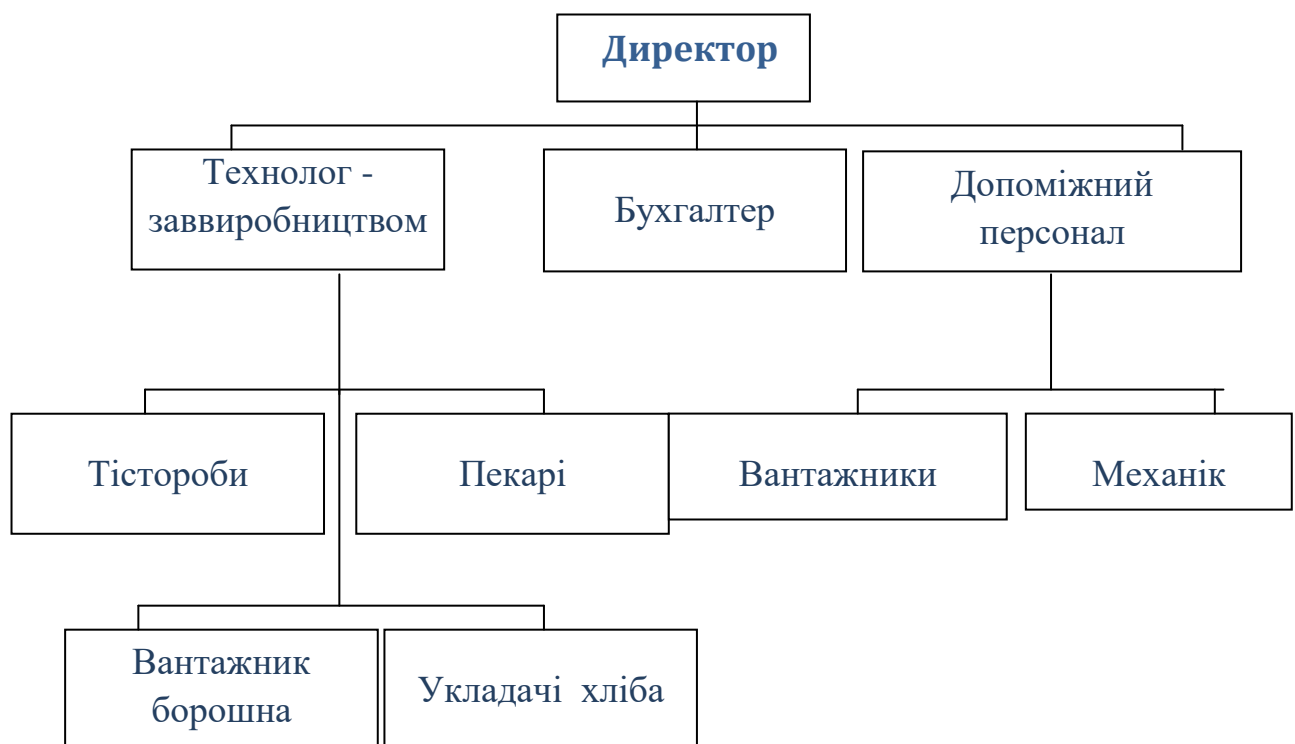 Директор
Технолог -
заввиробництвом
Бухгалтер
Допоміжний
персонал
Тістороби
Пекарі
Вантажники
Механік
Вантажник
борошна
Укладачі хліба